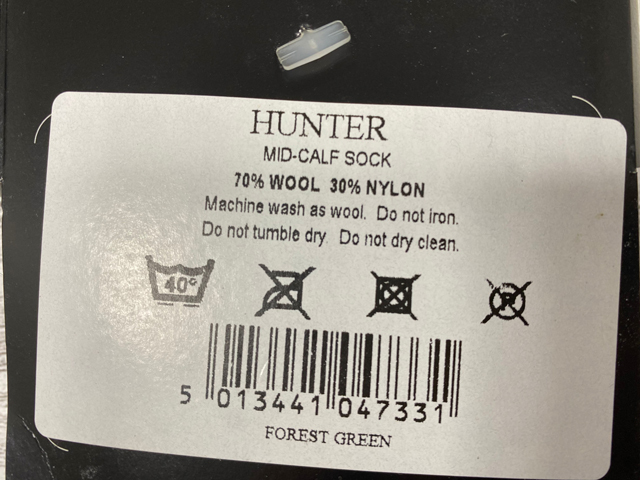 HUNTER
MID-CALF SOCK
70% WOOL 30% NYLON
Machine wash as wool. Do not iron.
Do not tumble dry. Do not dry clean.
40°
R
5 013441 047331
FOREST GREEN